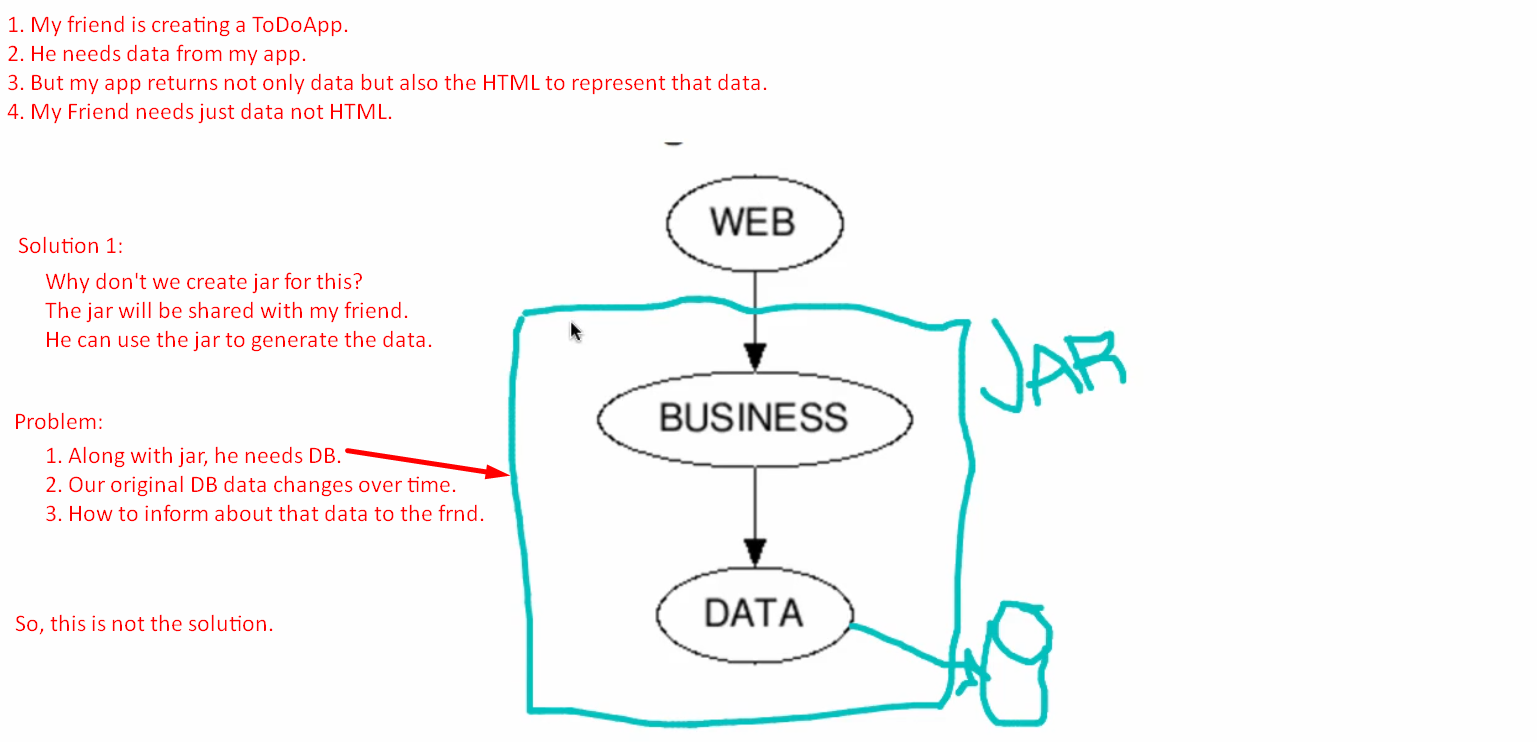 1. My friend is creating a ToDoApp.
2. He needs data from my app.
3. But my app returns not only data but also the HTML to represent that data.
4. My Friend needs just data not HTML.
WEB
Solution 1:
Why don't we create jar for this?
The jar will be shared with my friend.
He can use the jar to generate the data.
JAR
BUSINESS
Problem:
1. Along with jar, he needs DB.
2. Our original DB data changes over time.
3. How to inform about that data to the frnd.
DATA
So, this is not the solution.